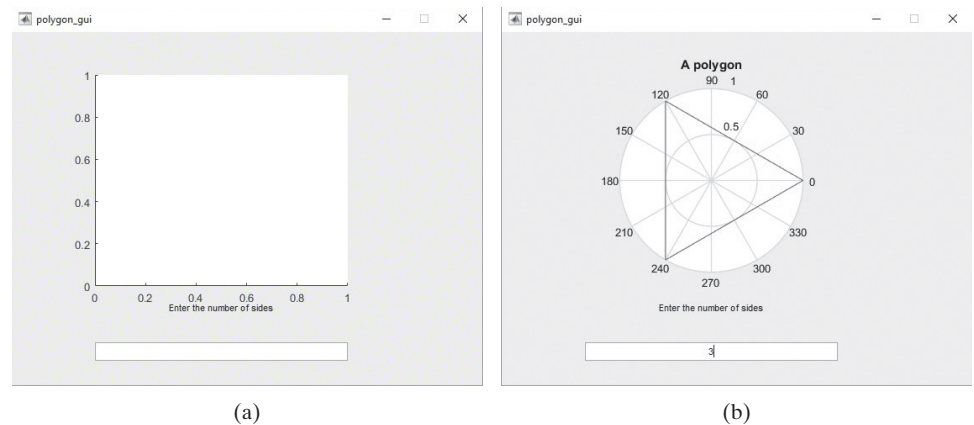 polygon_gui
1
0.8
0.6
0.4
0.2
0
0 0.2 0.4 0.6 0.8 1
Enter the number of sides
(a)
polygon_gui
A polygon
90 1
120 60
0.5
150 30
180 0
210 330
240 300
270
Enter the number of sides
3
(b)